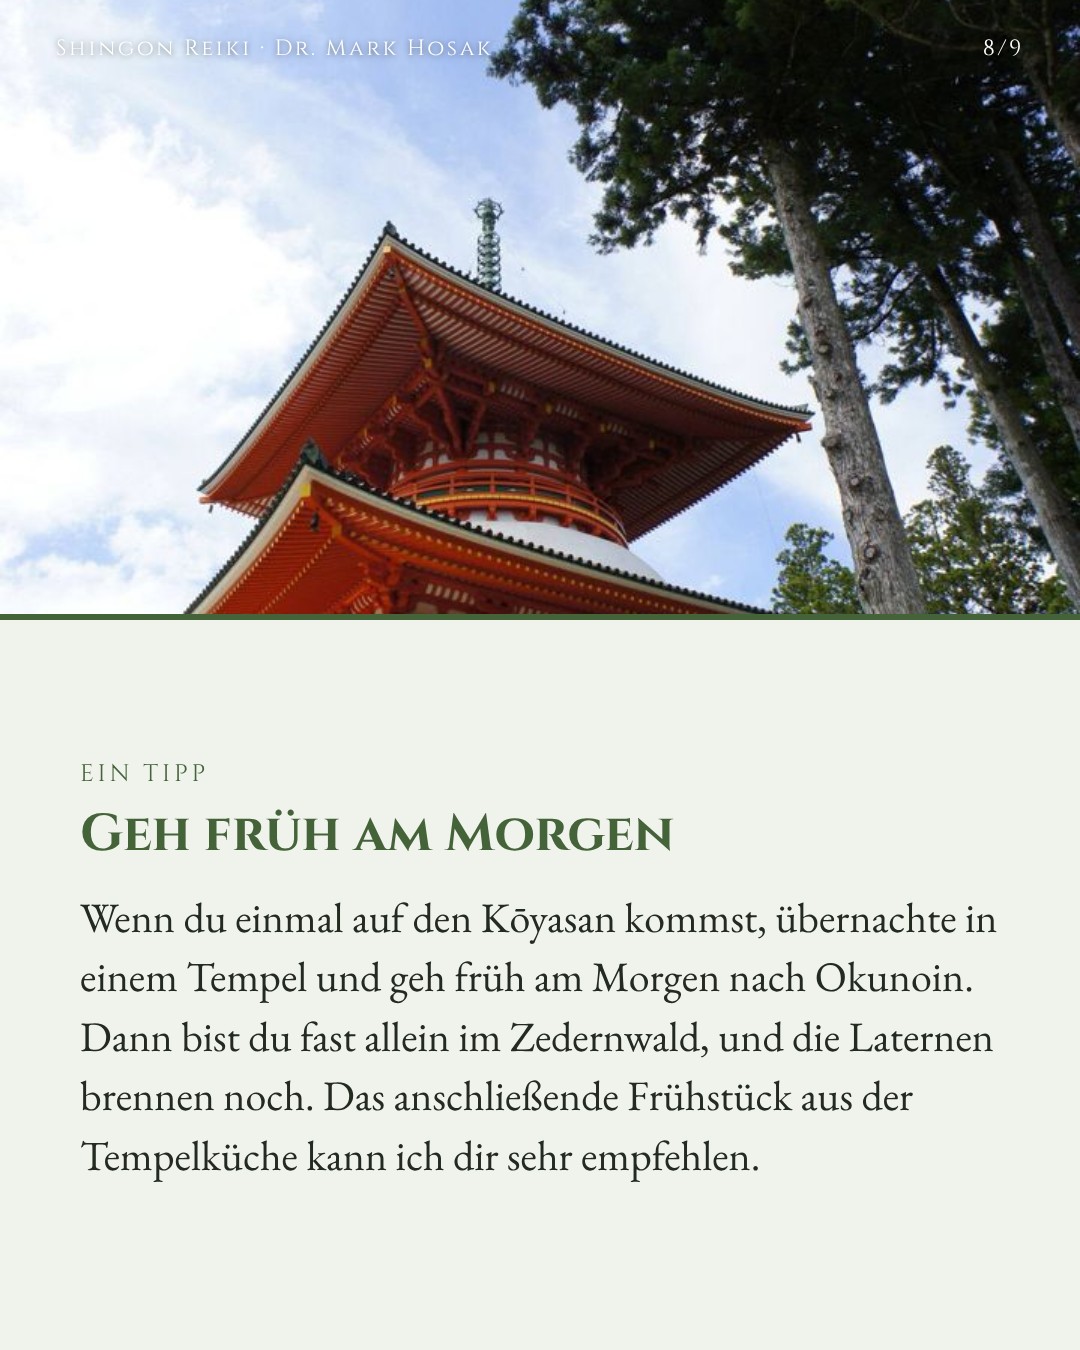 Shingon Reiki · Dr. Mark Hosak
8/9
EIN TIPP
Geh früh am Morgen
Wenn du einmal auf den Kōyasan kommst, übernachte in
einem Tempel und geh früh am Morgen nach Okunoin.
Dann bist du fast allein im Zedernwald, und die Laternen
brennen noch. Das anschließende Frühstück aus der
Tempelküche kann ich dir sehr empfehlen.